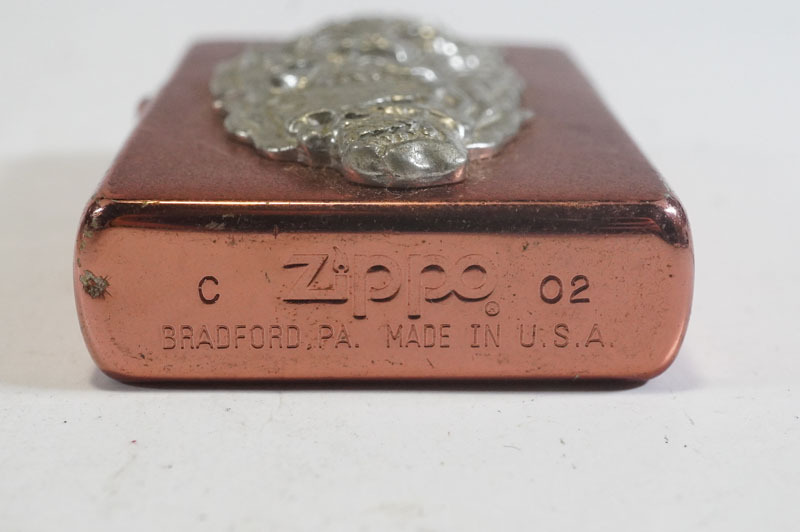 C Zippo® 02
BRADFORD, PA. MADE IN U.S.A.